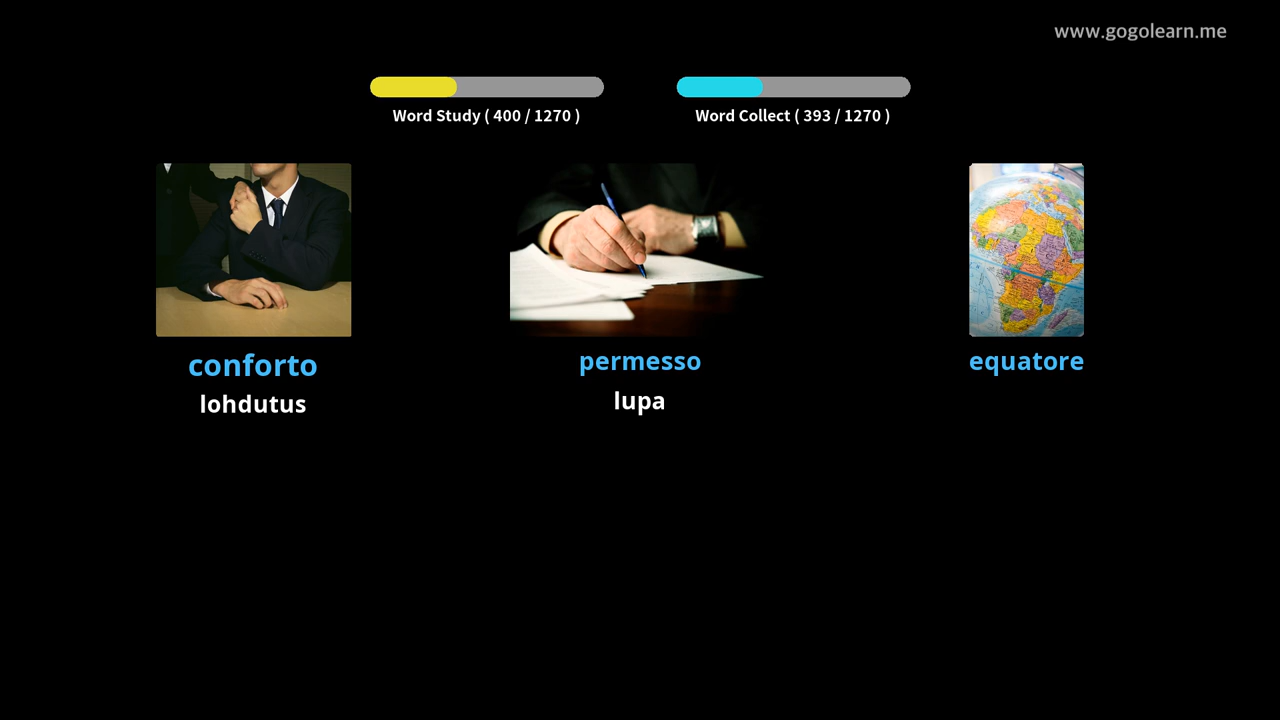 www.gogolearn.me
Word Study ( 400 / 1270 )
Word Collect ( 393 / 1270 )
conforto
lohdutus
permesso
lupa
equatore